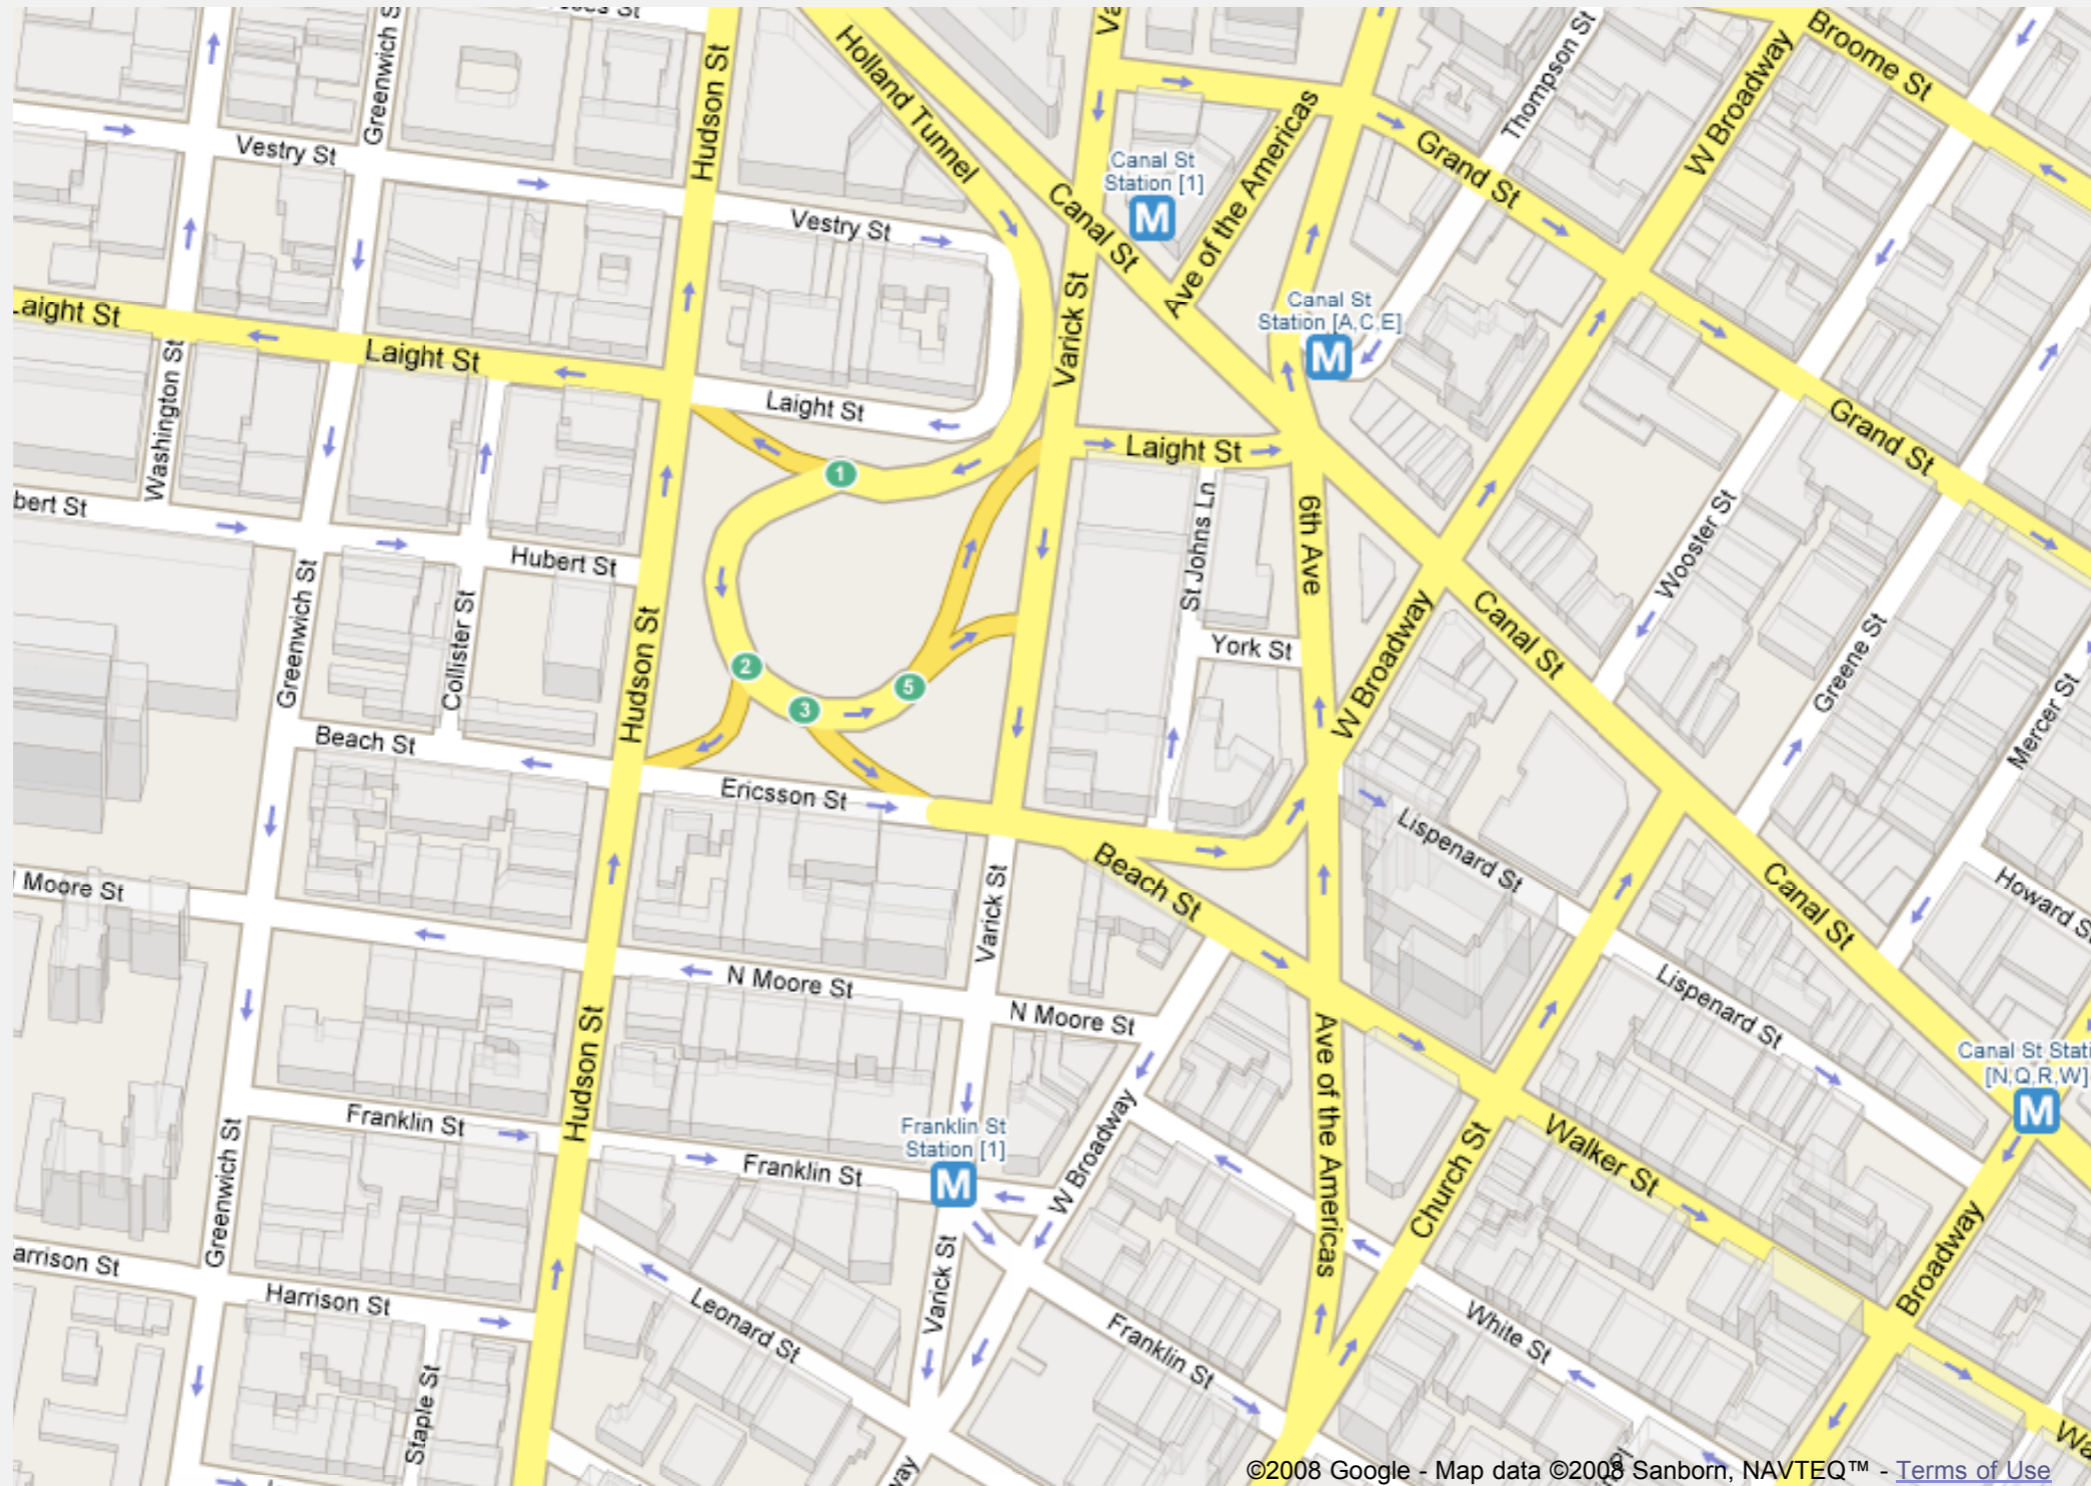 Greenwich S
Hudson St
Holland Tunnel
Broome St
W Broadway
Thompson St
Vestry St
Canal St
Station [1]
M
Ave of the Americas
Grand St
Vestry St
Canal St
Varick St
Canal St
Station [A,C,E]
M
Laight St
Laight St
Laight St
Washington St
Grand St
Laight St
1
bert St
Hubert St
6th Ave
St Johns Ln
Wooster St
Greenwich St
Collister St
Hudson St
York St
W Broadway
Canal St
Greene St
Mercer St
2
3
5
Beach St
Ericsson St
Lispenard St
Beach St
Moore St
Varick St
Canal St
Howard S
N Moore St
N Moore St
Lispenard St
Hudson St
Ave of the Americas
Canal St Stati
[N,Q,R,W]
M
Franklin St
Franklin St
Station [1]
M
Franklin St
W Broadway
Church St
Walker St
Greenwich St
arrison St
Harrison St
Varick St
Leonard St
Franklin St
White St
Broadway
Staple St
way
Wa
©2008 Google - Map data ©2008 Sanborn, NAVTEQ™ - Terms of Use